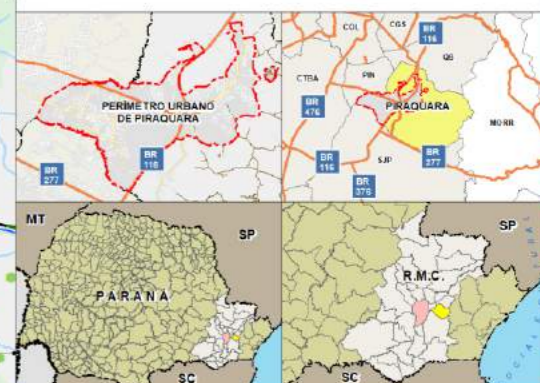 PERÍMETRO URBANO
DE PIRAQUARA
BR
116
BR
277
COL
CGS
BR
116
QB
CTBA
PIN
BR
476
PIRAQUARA
MORR
BR
116
SJP
BR
277
BR
376
MT
SP
PARANÁ
SC
SP
R.M.C.
SC